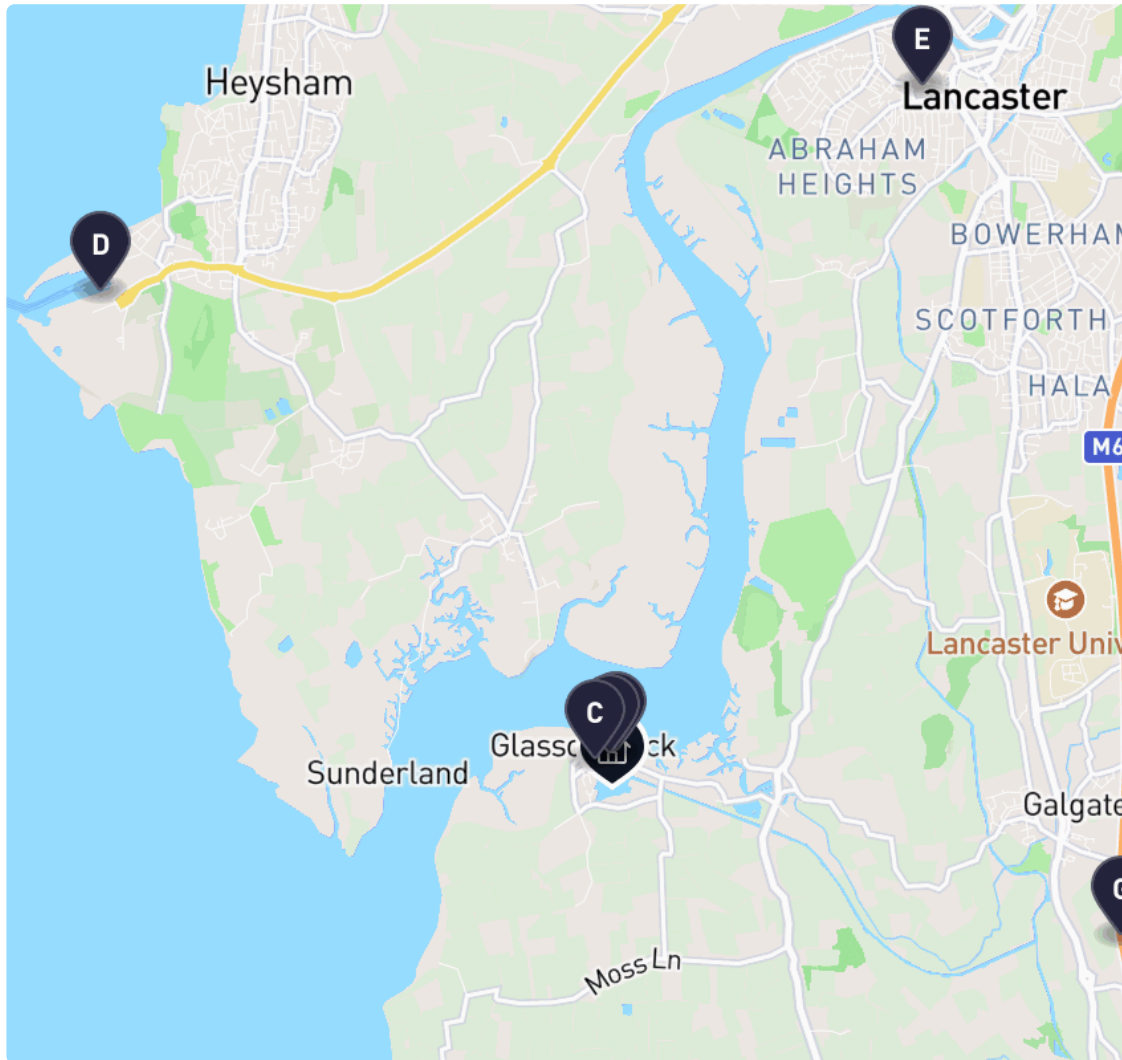 E
Heysham
Lancaster
ABRAHAM
HEIGHTS
D
BOWERHAM
SCOTFORTH
HALA
M6
Lancaster Univ
C
Sunderland
Galgate
Moss Ln